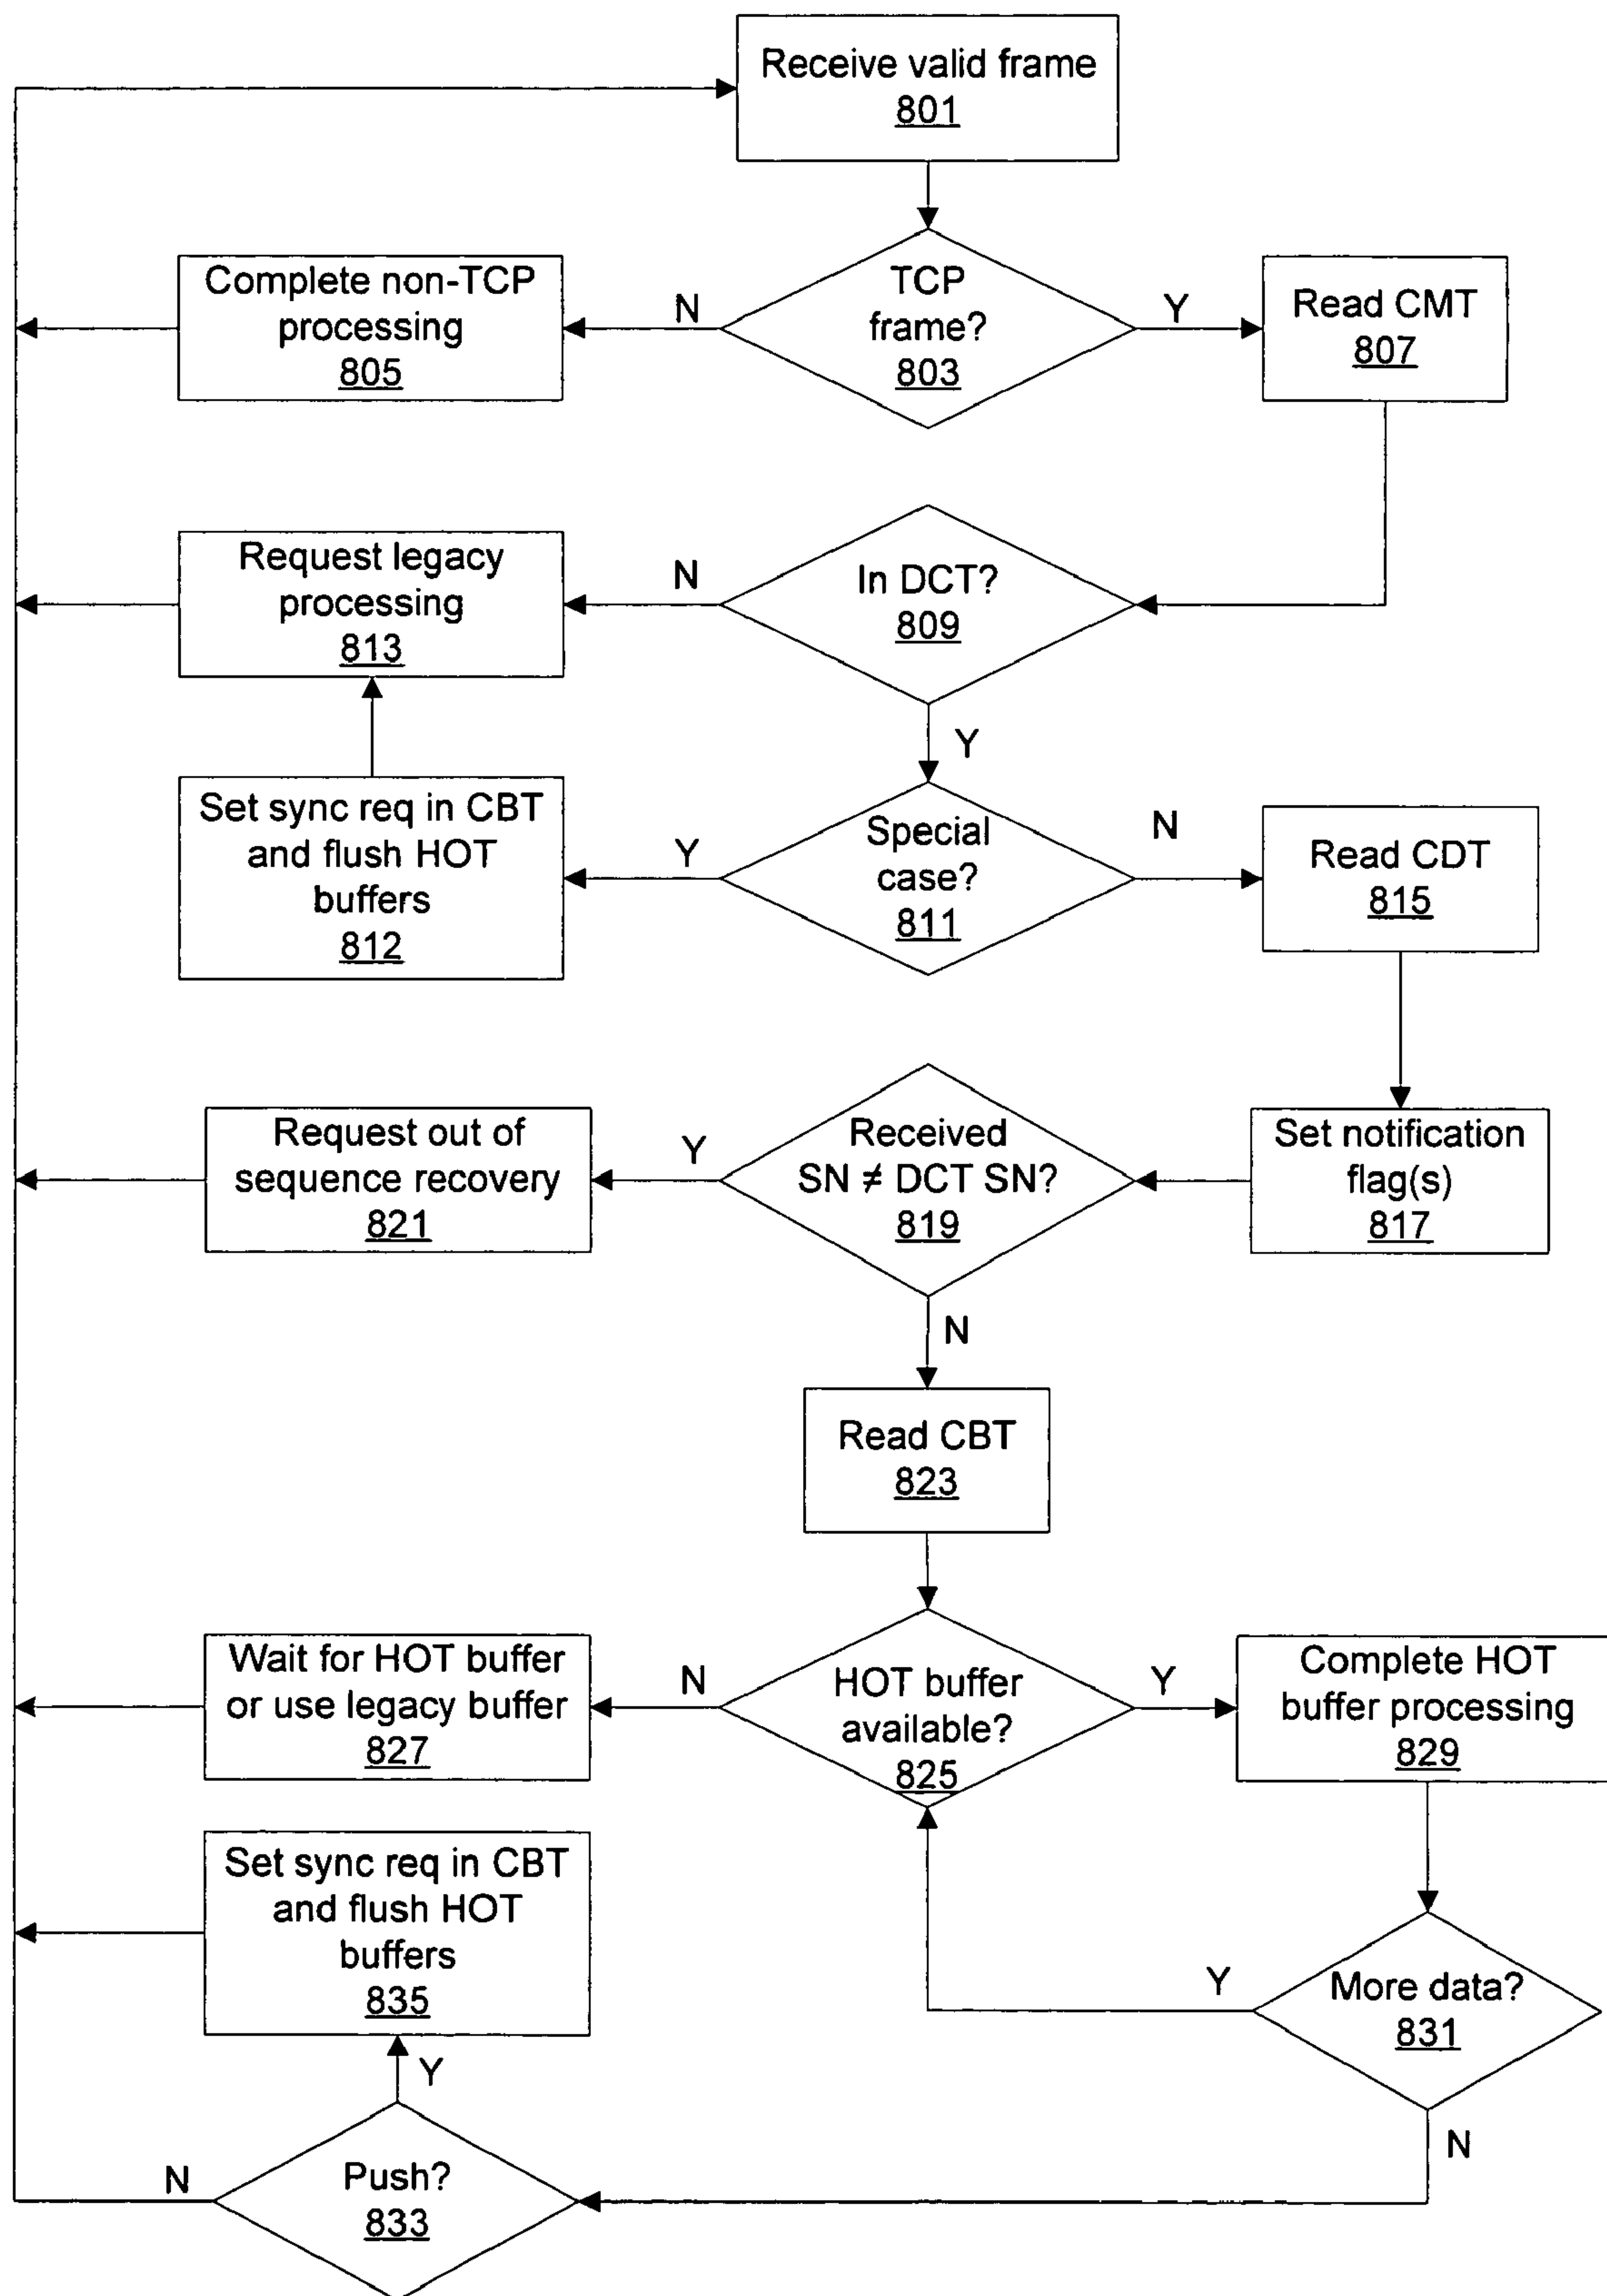 Receive valid frame
801
Complete non-TCP
processing
805
N
TCP
frame?
803
Y
Read CMT
807
Request legacy
processing
813
N
In DCT?
809
Y
Set sync req in CBT
and flush HOT
buffers
812
Y
Special
case?
811
N
Read CDT
815
Request out of
sequence recovery
821
Y
Received
SN ≠ DCT SN?
819
Set notification
flag(s)
817
N
Read CBT
823
Wait for HOT buffer
or use legacy buffer
827
N
HOT buffer
available?
825
Y
Complete HOT
buffer processing
829
Set sync req in CBT
and flush HOT
buffers
835
Y
More data?
831
Y
N
N
Push?
833